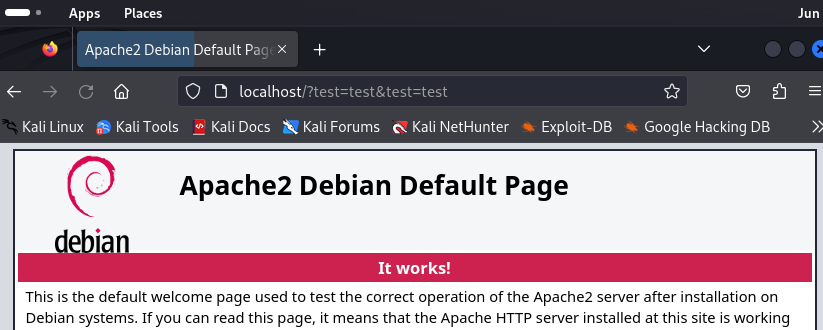 Apps Places Jun
Apache2 Debian Default Page
localhost/?test=test&test=test
Kali Linux Kali Tools Kali Docs Kali Forums Kali NetHunter Exploit-DB Google Hacking DB
debian
Apache2 Debian Default Page
It works!
This is the default welcome page used to test the correct operation of the Apache2 server after installation on
Debian systems. If you can read this page, it means that the Apache HTTP server installed at this site is working